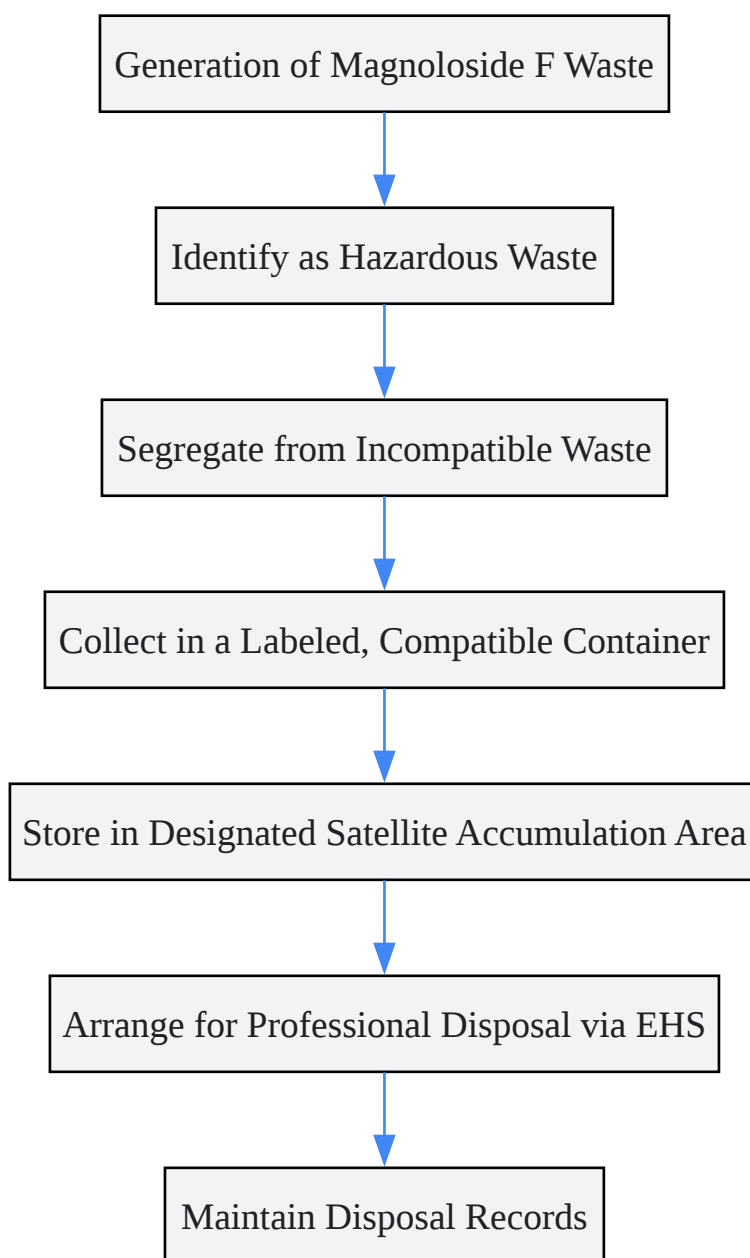 Generation of Magnoloside F Waste
Identify as Hazardous Waste
Segregate from Incompatible Waste
Collect in a Labeled, Compatible Container
Store in Designated Satellite Accumulation Area
Arrange for Professional Disposal via EHS
Maintain Disposal Records